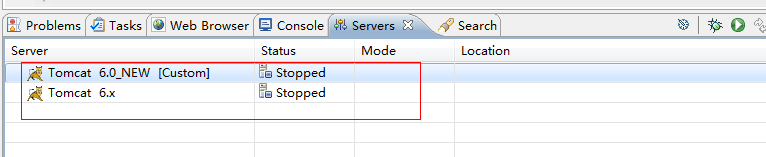 Problems Tasks Web Browser Console Servers Search
Server Status Mode Location
Tomcat 6.0_NEW [Custom] Stopped
Tomcat 6.x Stopped